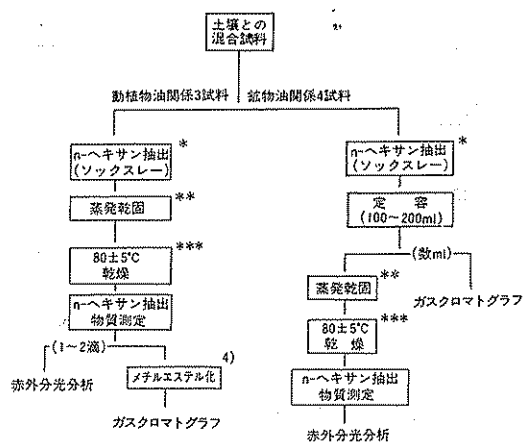 土壌との
混合試料
動植物油関係3試料
鉱物油関係4試料
n-ヘキサン抽出 *
(ソックスレー)
蒸発乾固 **
80±5℃ ***
乾燥
n-ヘキサン抽出
物質測定
(1〜2滴)
赤外分光分析
メチルエステル化 4)
ガスクロマトグラフ
n-ヘキサン抽出 *
(ソックスレー)
定 容
(100〜200ml)
(数ml)
ガスクロマトグラフ
蒸発乾固 **
80±5℃ ***
乾 燥
n-ヘキサン抽出
物質測定
赤外分光分析